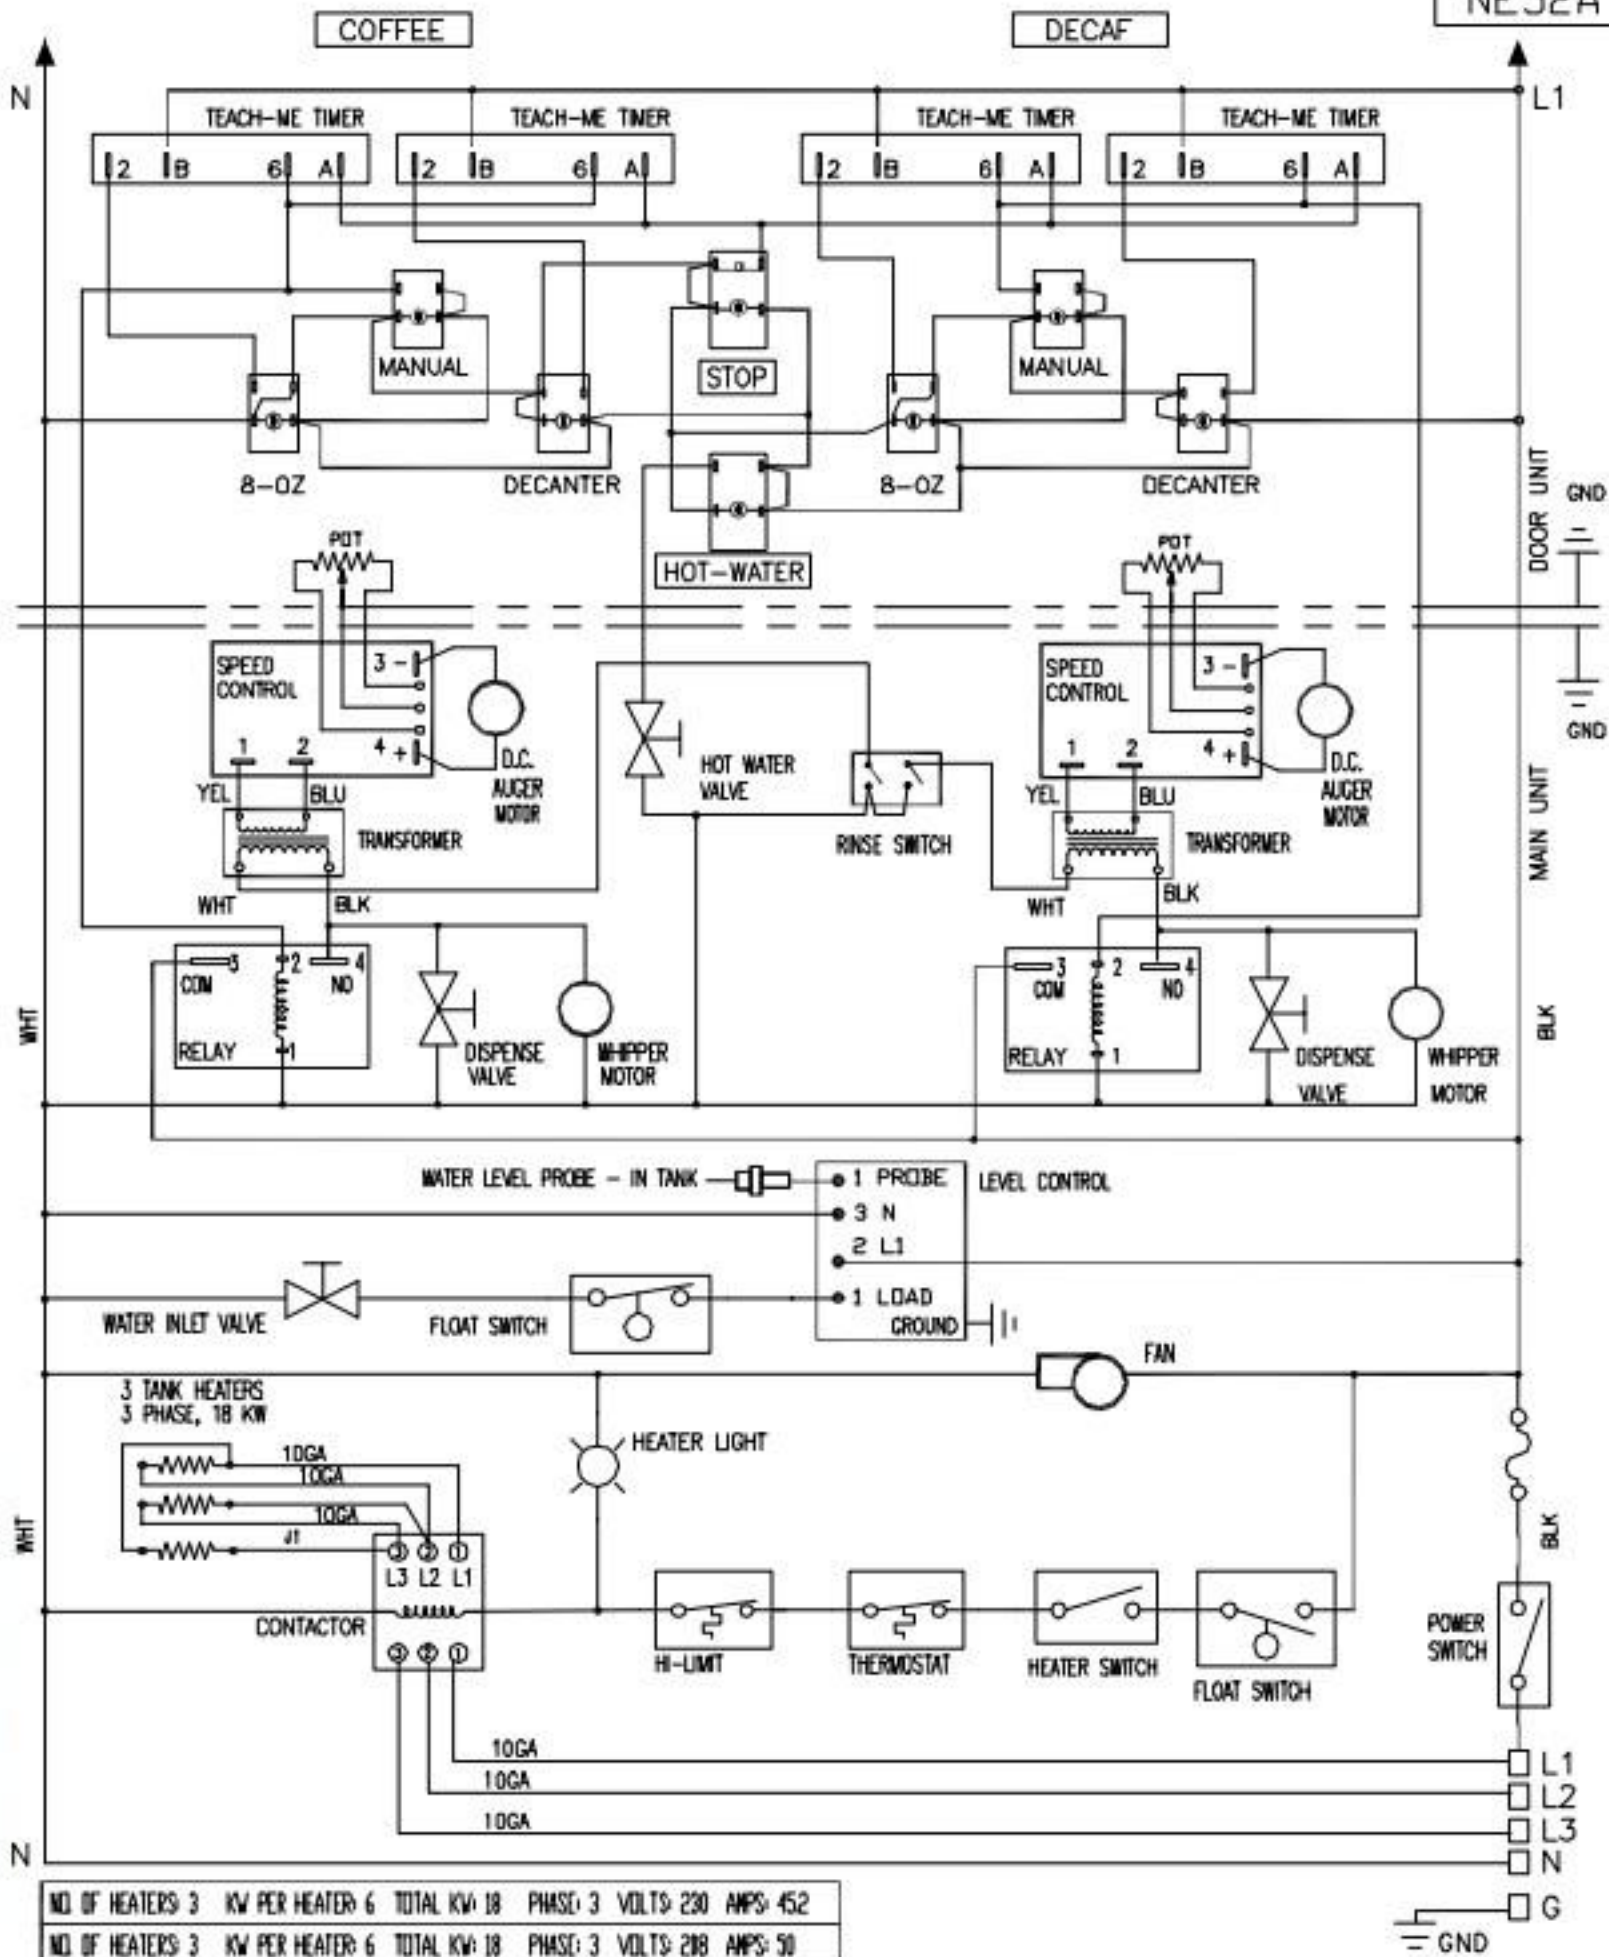 COFFEE
DECAF
N
L1
TEACH-ME TIMER
TEACH-ME TIMER
TEACH-ME TIMER
TEACH-ME TIMER
2 B 6 A
2 B 6 A
2 B 6 A
2 B 6 A
MANUAL
STOP
MANUAL
8-OZ
DECANTER
8-OZ
DECANTER
HOT-WATER
DOOR UNIT
GND
POT
POT
SPEED
CONTROL
3 -
4 +
1 2
D.C.
AUGER
MOTOR
YEL
BLU
TRANSFORMER
WHT
BLK
HOT WATER
VALVE
RINSE SWITCH
SPEED
CONTROL
3 -
4 +
1 2
D.C.
AUGER
MOTOR
YEL
BLU
TRANSFORMER
WHT
BLK
GND
MAIN UNIT
3
COM
2
4
NO
RELAY
1
DISPENSE
VALVE
WHIPPER
MOTOR
3
COM
2
4
NO
RELAY
1
DISPENSE
VALVE
WHIPPER
MOTOR
WHT
BLK
WATER LEVEL PROBE - IN TANK
1 PROBE
3 N
2 L1
1 LOAD
GROUND
LEVEL CONTROL
WATER INLET VALVE
FLOAT SWITCH
FAN
3 TANK HEATERS
3 PHASE, 18 KW
10GA
10GA
10GA
J1
HEATER LIGHT
WHT
BLK
3 2 1
L3 L2 L1
CONTACTOR
3 2 1
HI-LIMIT
THERMOSTAT
HEATER SWITCH
FLOAT SWITCH
POWER
SWITCH
10GA
10GA
10GA
L1
L2
L3
N
N
G
GND
NO. OF HEATERS: 3 KW PER HEATER: 6 TOTAL KW: 18 PHASE: 3 VOLTS: 230 AMPS: 45.2
NO. OF HEATERS: 3 KW PER HEATER: 6 TOTAL KW: 18 PHASE: 3 VOLTS: 208 AMPS: 50